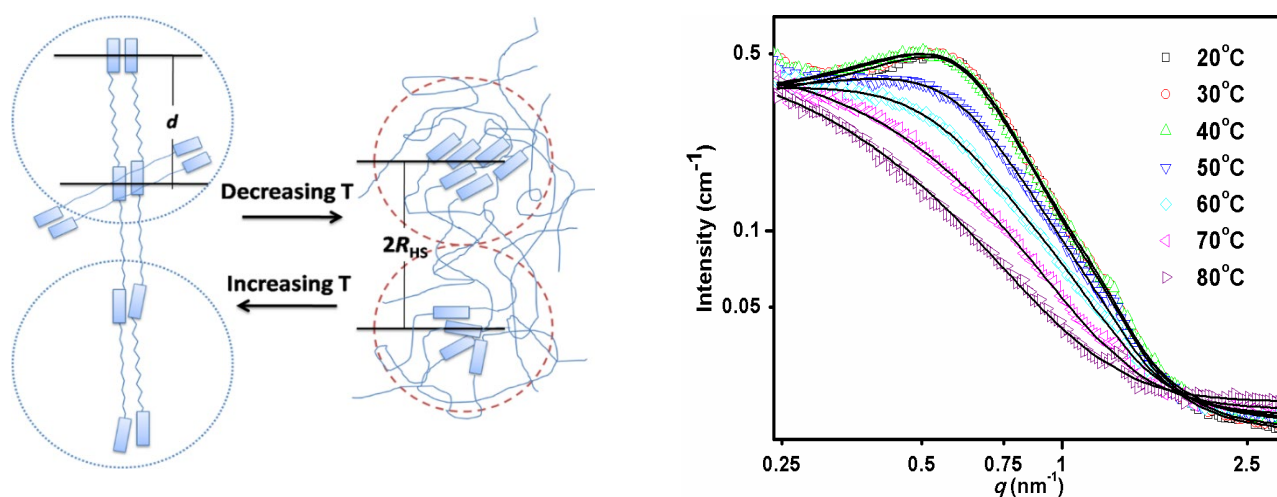 d
Decreasing T
2R_HS
Increasing T
Intensity (cm⁻¹)
0.5
0.1
0.05
0.25
0.5
0.75
1
2.5
q (nm⁻¹)
20°C
30°C
40°C
50°C
60°C
70°C
80°C